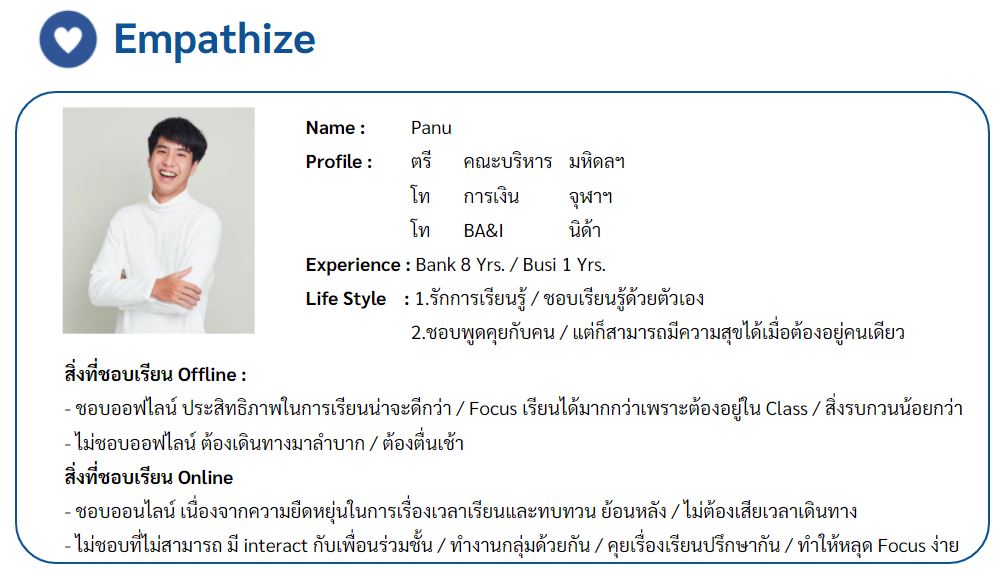 Empathize
Name : Panu
Profile : ตรี คณะบริหาร มหิดลฯ
โท การเงิน จุฬาฯ
โท BA&I นิด้า
Experience : Bank 8 Yrs. / Busi 1 Yrs.
Life Style : 1.รักการเรียนรู้ / ชอบเรียนรู้ด้วยตัวเอง
2.ชอบพูดคุยกับคน / แต่ก็สามารถมีความสุขได้เมื่อต้องอยู่คนเดียว
สิ่งที่ชอบเรียน Offline :
- ชอบออฟไลน์ ประสิทธิภาพในการเรียนน่าจะดีกว่า / Focus เรียนได้มากกว่าเพราะต้องอยู่ใน Class / สิ่งรบกวนน้อยกว่า
- ไม่ชอบออฟไลน์ ต้องเดินทางมาลำบาก / ต้องตื่นเช้า
สิ่งที่ชอบเรียน Online
- ชอบออนไลน์ เนื่องจากความยืดหยุ่นในการเรื่องเวลาเรียนและทบทวน ย้อนหลัง / ไม่ต้องเสียเวลาเดินทาง
- ไม่ชอบที่ไม่สามารถ มี interact กับเพื่อนร่วมชั้น / ทำงานกลุ่มด้วยกัน / คุยเรื่องเรียนปรึกษากัน / ทำให้หลุด Focus ง่าย